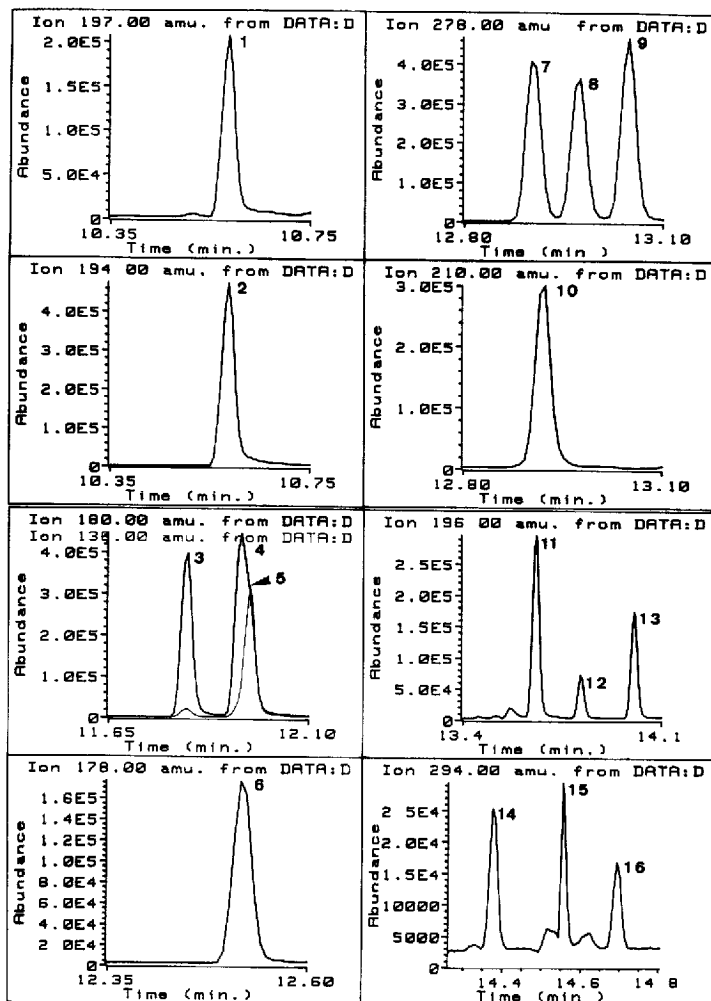 Ion 197.00 amu. from DATA:D
2.0E5
1.5E5
1.0E5
5.0E4
0
Abundance
1
10.35
10.75
Time (min.)
Ion 278.00 amu from DATA:D
4.0E5
3.0E5
2.0E5
1.0E5
0
Abundance
7
8
9
12.80
13.10
Time (min )
Ion 194 00 amu. from DATA:D
4.0E5
3.0E5
2.0E5
1.0E5
0
Abundance
2
10.35
10.75
Time (min.)
Ion 210.00 amu. from DATA:D
3.0E5
2.0E5
1.0E5
0
Abundance
10
12.80
13.10
Time (min.)
Ion 180.00 amu. from DATA:D
Ion 136.00 amu. from DATA:D
4.0E5
3.0E5
2.0E5
1.0E5
0
Abundance
3
4
5
11.65
12.10
Time (min.)
Ion 196 00 amu. from DATA:D
2.5E5
2.0E5
1.5E5
1.0E5
5.0E4
0
Abundance
11
12
13
13.4
14.1
Time (min.)
Ion 178.00 amu. from DATA:D
1.6E5
1.4E5
1.2E5
1.0E5
8.0E4
6.0E4
4.0E4
2 0E4
0
Abundance
6
12.35
12.60
Time (min.)
Ion 294.00 amu. from DATA:D
2 5E4
2.0E4
1.5E4
10000
5000
0
Abundance
14
15
16
14.4
14.6
14 8
Time (min.)